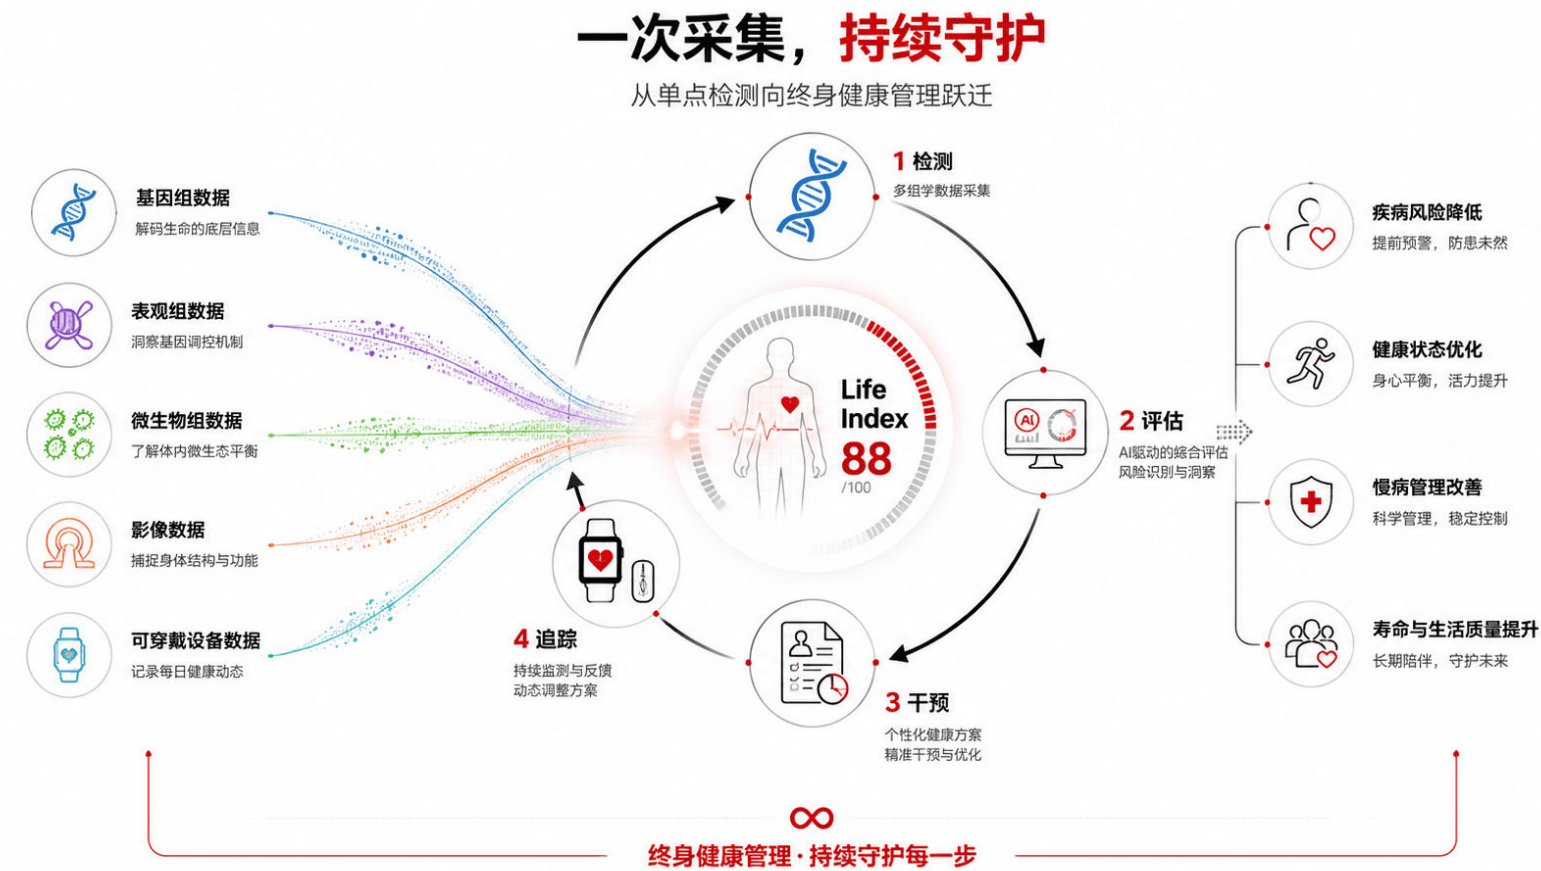 一次采集，持续守护
从单点检测向终身健康管理跃迁
基因组数据
解码生命的底层信息
表观组数据
洞察基因调控机制
微生物组数据
了解体内微生态平衡
影像数据
捕捉身体结构与功能
可穿戴设备数据
记录每日健康动态
1 检测
多组学数据采集
Life
Index
88
/100
AI
2 评估
AI驱动的綜合评估
风险识別与洞察
3 干预
个性化健康方案
精准干预与优化
4 追踪
持续监测与反馈
动态调整方案
疾病风险降低
提前预警，防患未然
健康状态优化
身心平衡，活力提升
慢病管理改善
科学管理，稳定控制
寿命与生活质量提升
长期陪伴，守护未来
终身健康管理·持续守护每一步